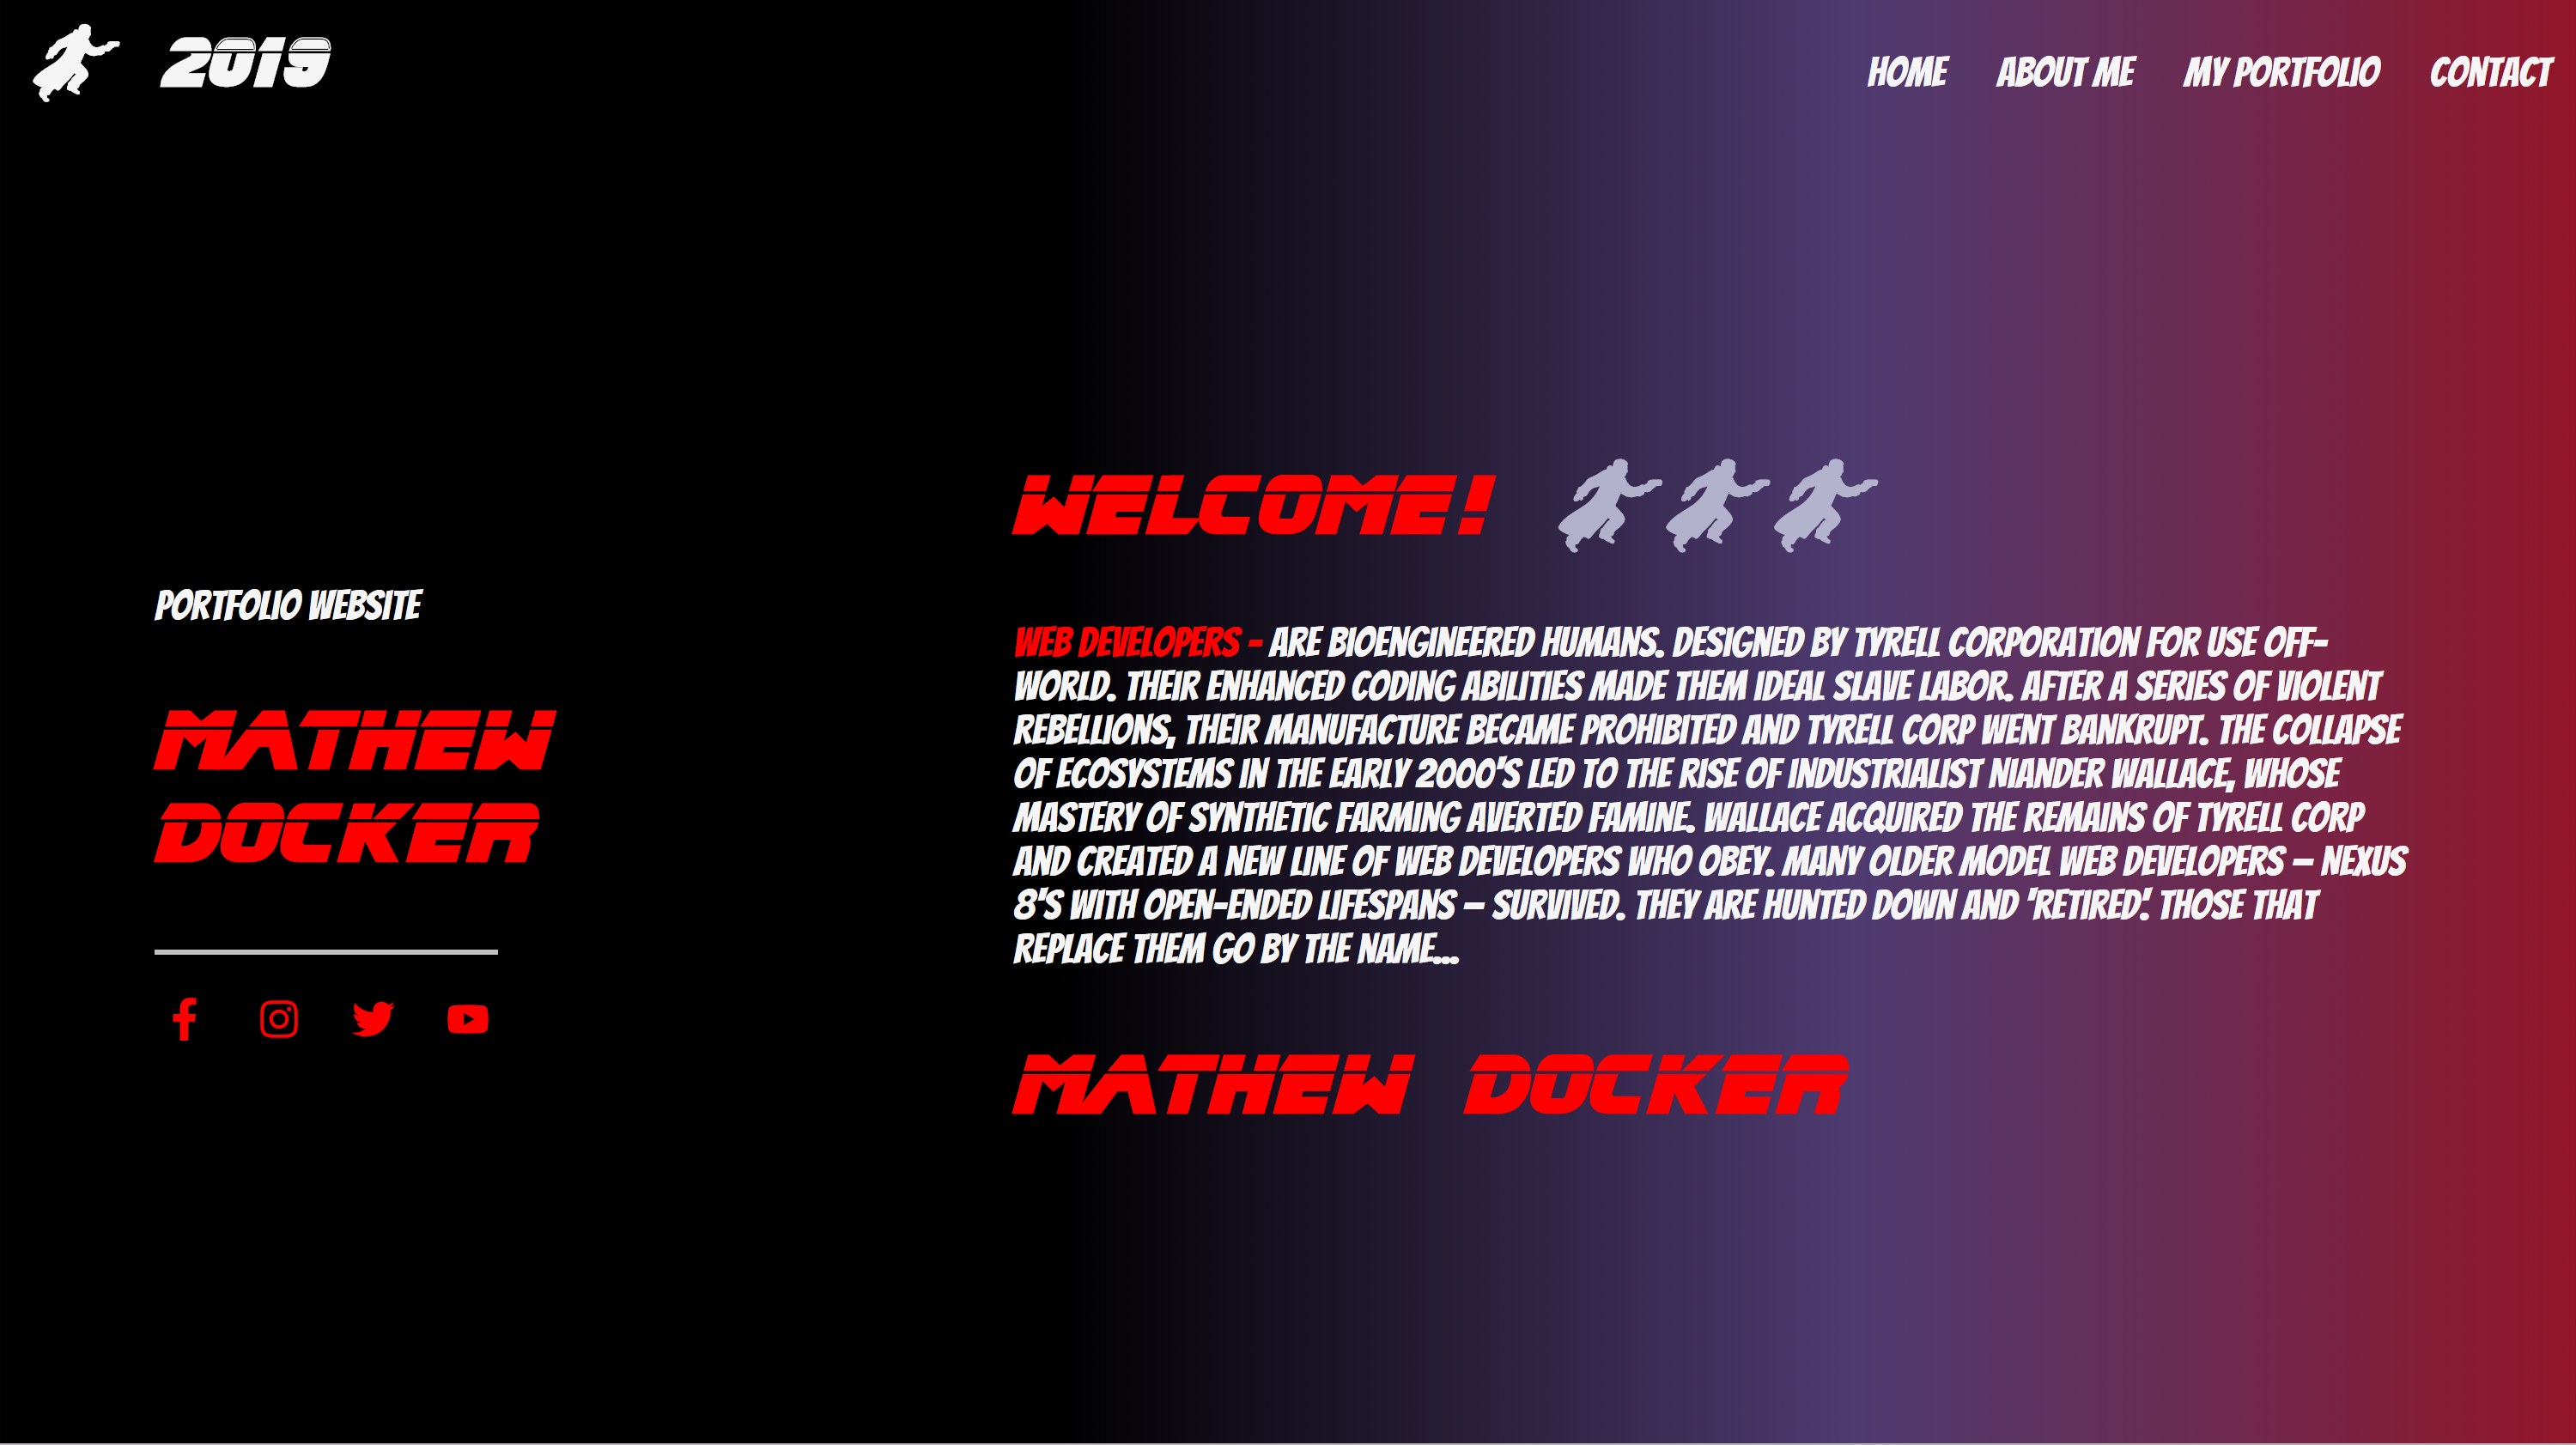 2019
HOME ABOUT ME MY PORTFOLIO CONTACT
PORTFOLIO WEBSITE
MATHEW
DOCKER
WELCOME!
WEB DEVELOPERS - ARE BIOENGINEERED HUMANS. DESIGNED BY TYRELL CORPORATION FOR USE OFF-
WORLD. THEIR ENHANCED CODING ABILITIES MADE THEM IDEAL SLAVE LABOR. AFTER A SERIES OF VIOLENT
REBELLIONS, THEIR MANUFACTURE BECAME PROHIBITED AND TYRELL CORP WENT BANKRUPT. THE COLLAPSE
OF ECOSYSTEMS IN THE EARLY 2000'S LED TO THE RISE OF INDUSTRIALIST NIANDER WALLACE, WHOSE
MASTERY OF SYNTHETIC FARMING AVERTED FAMINE. WALLACE ACQUIRED THE REMAINS OF TYRELL CORP
AND CREATED A NEW LINE OF WEB DEVELOPERS WHO OBEY. MANY OLDER MODEL WEB DEVELOPERS – NEXUS
8'S WITH OPEN-ENDED LIFESPANS – SURVIVED. THEY ARE HUNTED DOWN AND 'RETIRED'. THOSE THAT
REPLACE THEM GO BY THE NAME...
MATHEW DOCKER